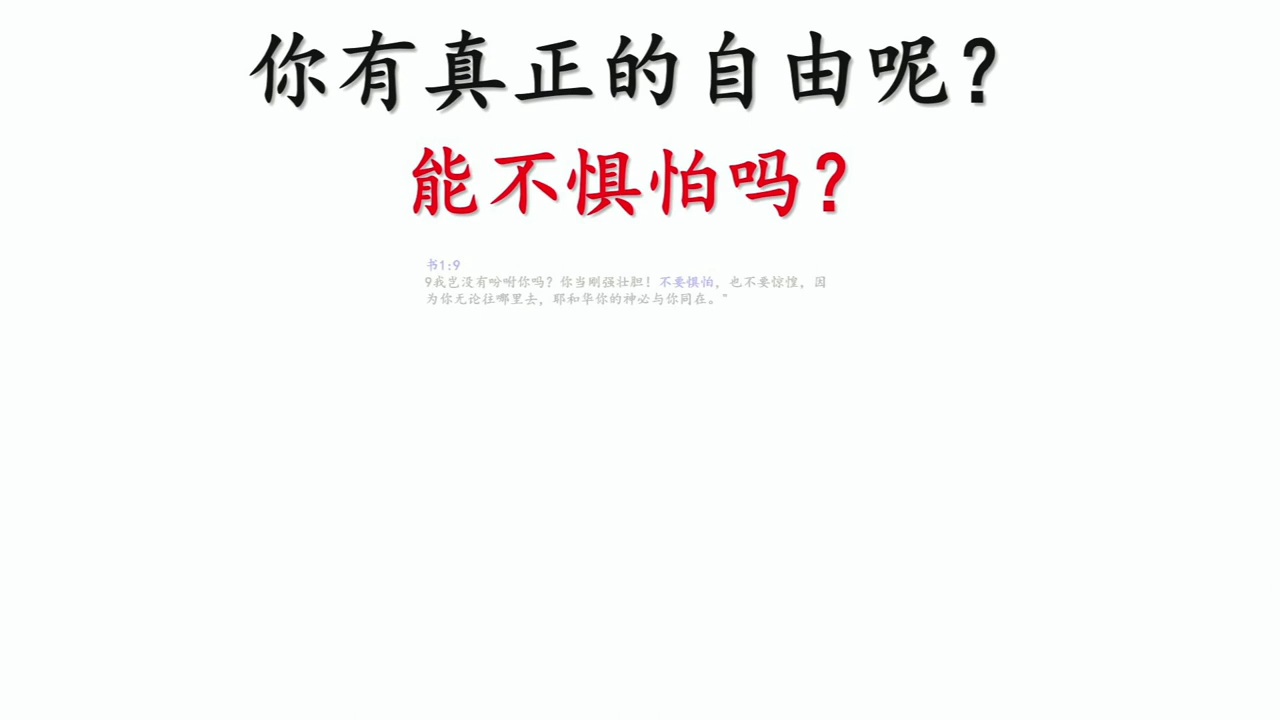 你有真正的自由呢？
能不惧怕吗？
书1:9
9我岂没有吩咐你吗？你当刚强壮胆！不要惧怕，也不要惊惶，因
为你无论往哪里去，耶和华你的神必与你同在。"